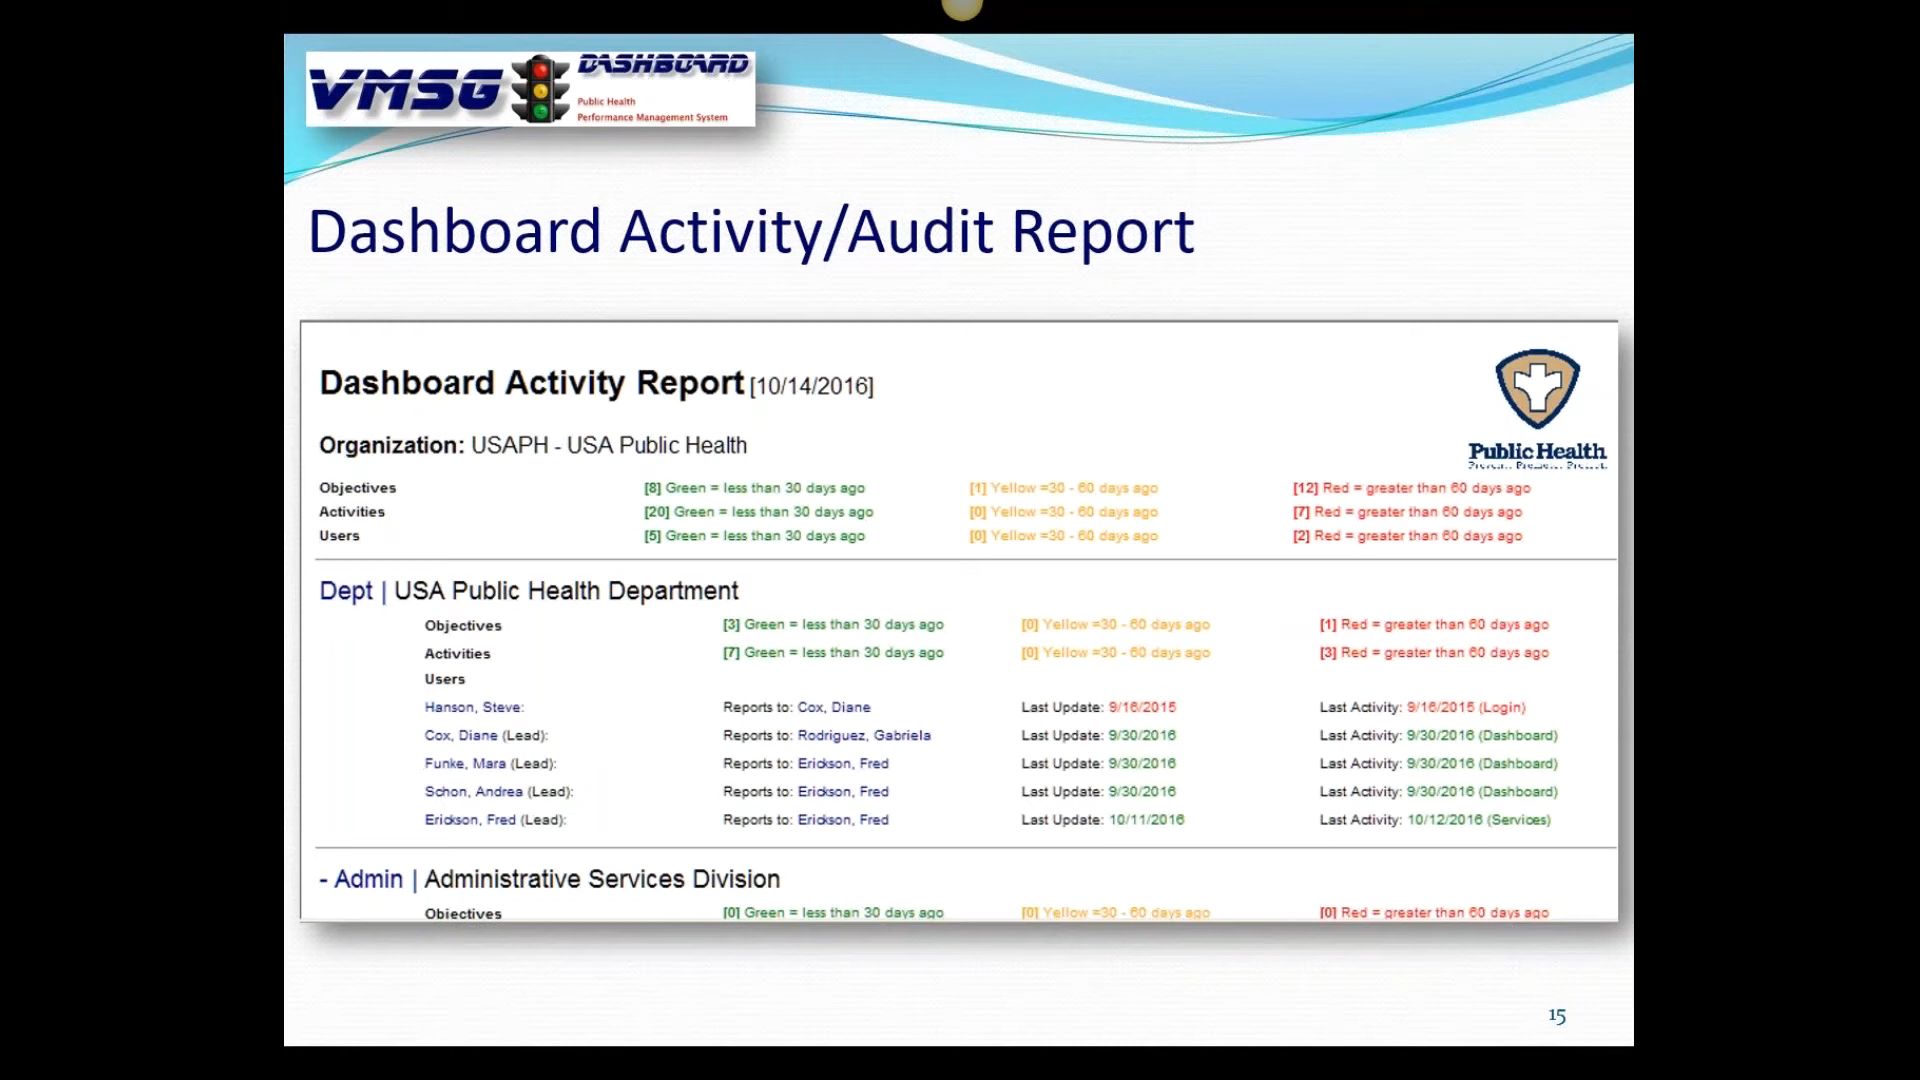 VMSG DASHBOARD
Public Health
Performance Management System
Dashboard Activity/Audit Report
Dashboard Activity Report [10/14/2016]
Organization: USAPH - USA Public Health
Public Health
Objectives [8] Green = less than 30 days ago [1] Yellow =30 - 60 days ago [12] Red = greater than 60 days ago
Activities [20] Green = less than 30 days ago [0] Yellow =30 - 60 days ago [7] Red = greater than 60 days ago
Users [5] Green = less than 30 days ago [0] Yellow =30 - 60 days ago [2] Red = greater than 60 days ago
Dept | USA Public Health Department
Objectives [3] Green = less than 30 days ago [0] Yellow =30 - 60 days ago [1] Red = greater than 60 days ago
Activities [7] Green = less than 30 days ago [0] Yellow =30 - 60 days ago [3] Red = greater than 60 days ago
Users
Hanson, Steve: Reports to: Cox, Diane Last Update: 9/16/2015 Last Activity: 9/16/2015 (Login)
Cox, Diane (Lead): Reports to: Rodriguez, Gabriela Last Update: 9/30/2016 Last Activity: 9/30/2016 (Dashboard)
Funke, Mara (Lead): Reports to: Erickson, Fred Last Update: 9/30/2016 Last Activity: 9/30/2016 (Dashboard)
Schon, Andrea (Lead): Reports to: Erickson, Fred Last Update: 9/30/2016 Last Activity: 9/30/2016 (Dashboard)
Erickson, Fred (Lead): Reports to: Erickson, Fred Last Update: 10/11/2016 Last Activity: 10/12/2016 (Services)
- Admin | Administrative Services Division
Objectives [0] Green = less than 30 days ago [0] Yellow =30 - 60 days ago [0] Red = greater than 60 days ago
15